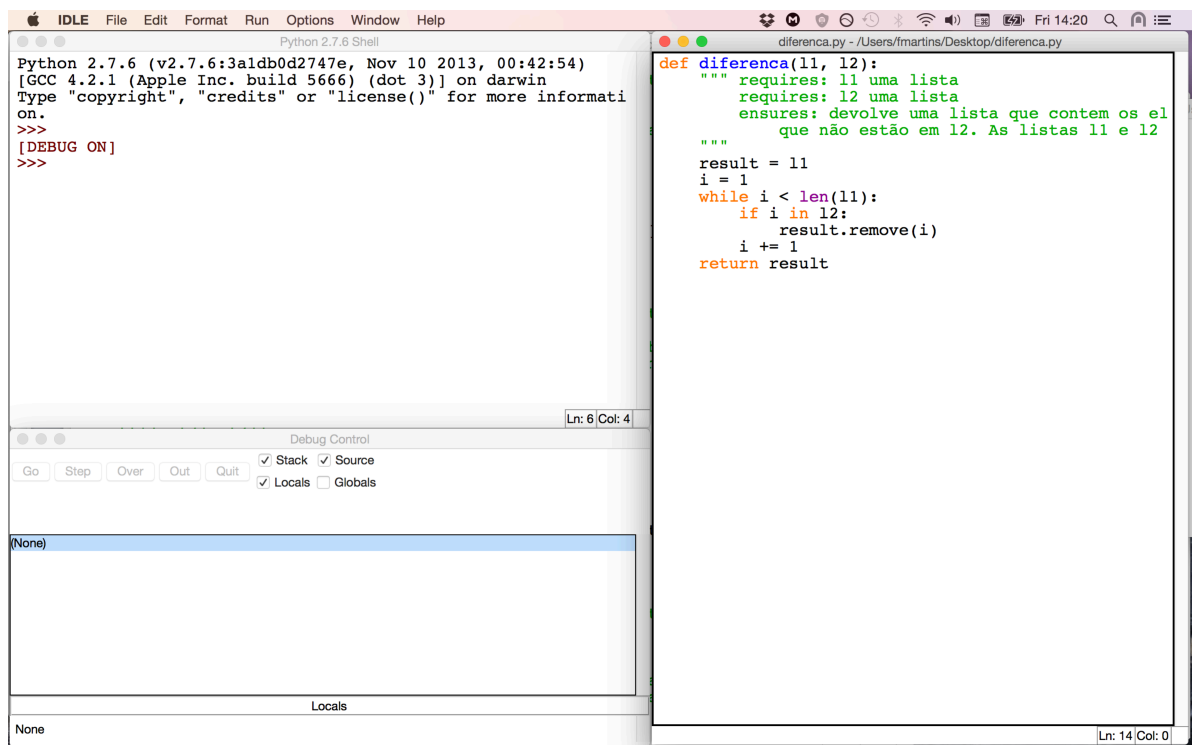 IDLE File Edit Format Run Options Window Help Fri 14:20
Python 2.7.6 Shell
Python 2.7.6 (v2.7.6:3a1db0d2747e, Nov 10 2013, 00:42:54)
[GCC 4.2.1 (Apple Inc. build 5666) (dot 3)] on darwin
Type "copyright", "credits" or "license()" for more informati
on.
>>>
[DEBUG ON]
>>>
Ln: 6 Col: 4
Debug Control
Go Step Over Out Quit
Stack Source
Locals Globals
(None)
Locals
None
diferenca.py - /Users/fmartins/Desktop/diferenca.py
def diferenca(l1, l2):
    """ requires: l1 uma lista
        requires: l2 uma lista
        ensures: devolve uma lista que contem os el
            que não estão em l2. As listas l1 e l2
    """
    result = l1
    i = 1
    while i < len(l1):
        if i in l2:
            result.remove(i)
        i += 1
    return result
Ln: 14 Col: 0